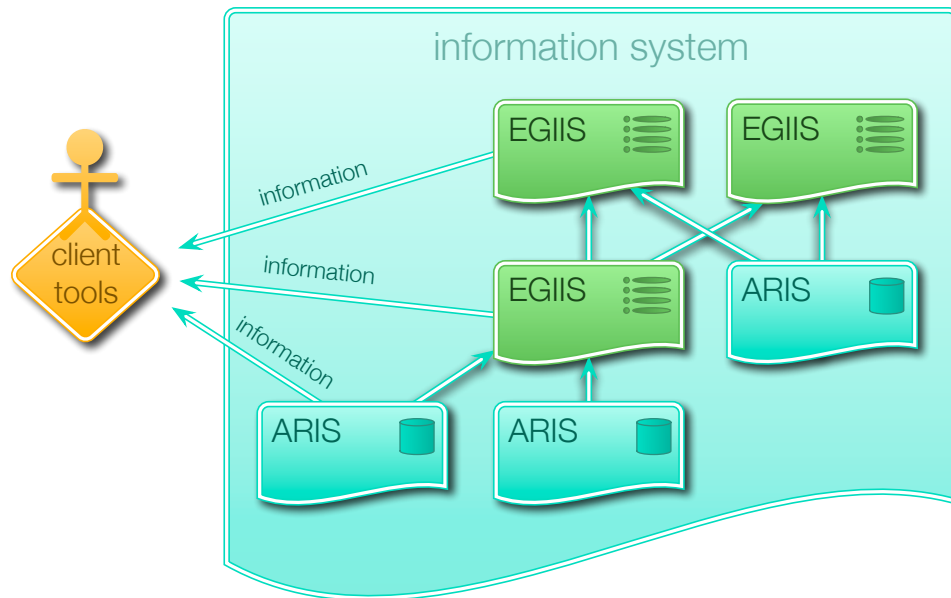 information system
EGIIS
EGIIS
information
client
tools
information
EGIIS
ARIS
information
ARIS
ARIS